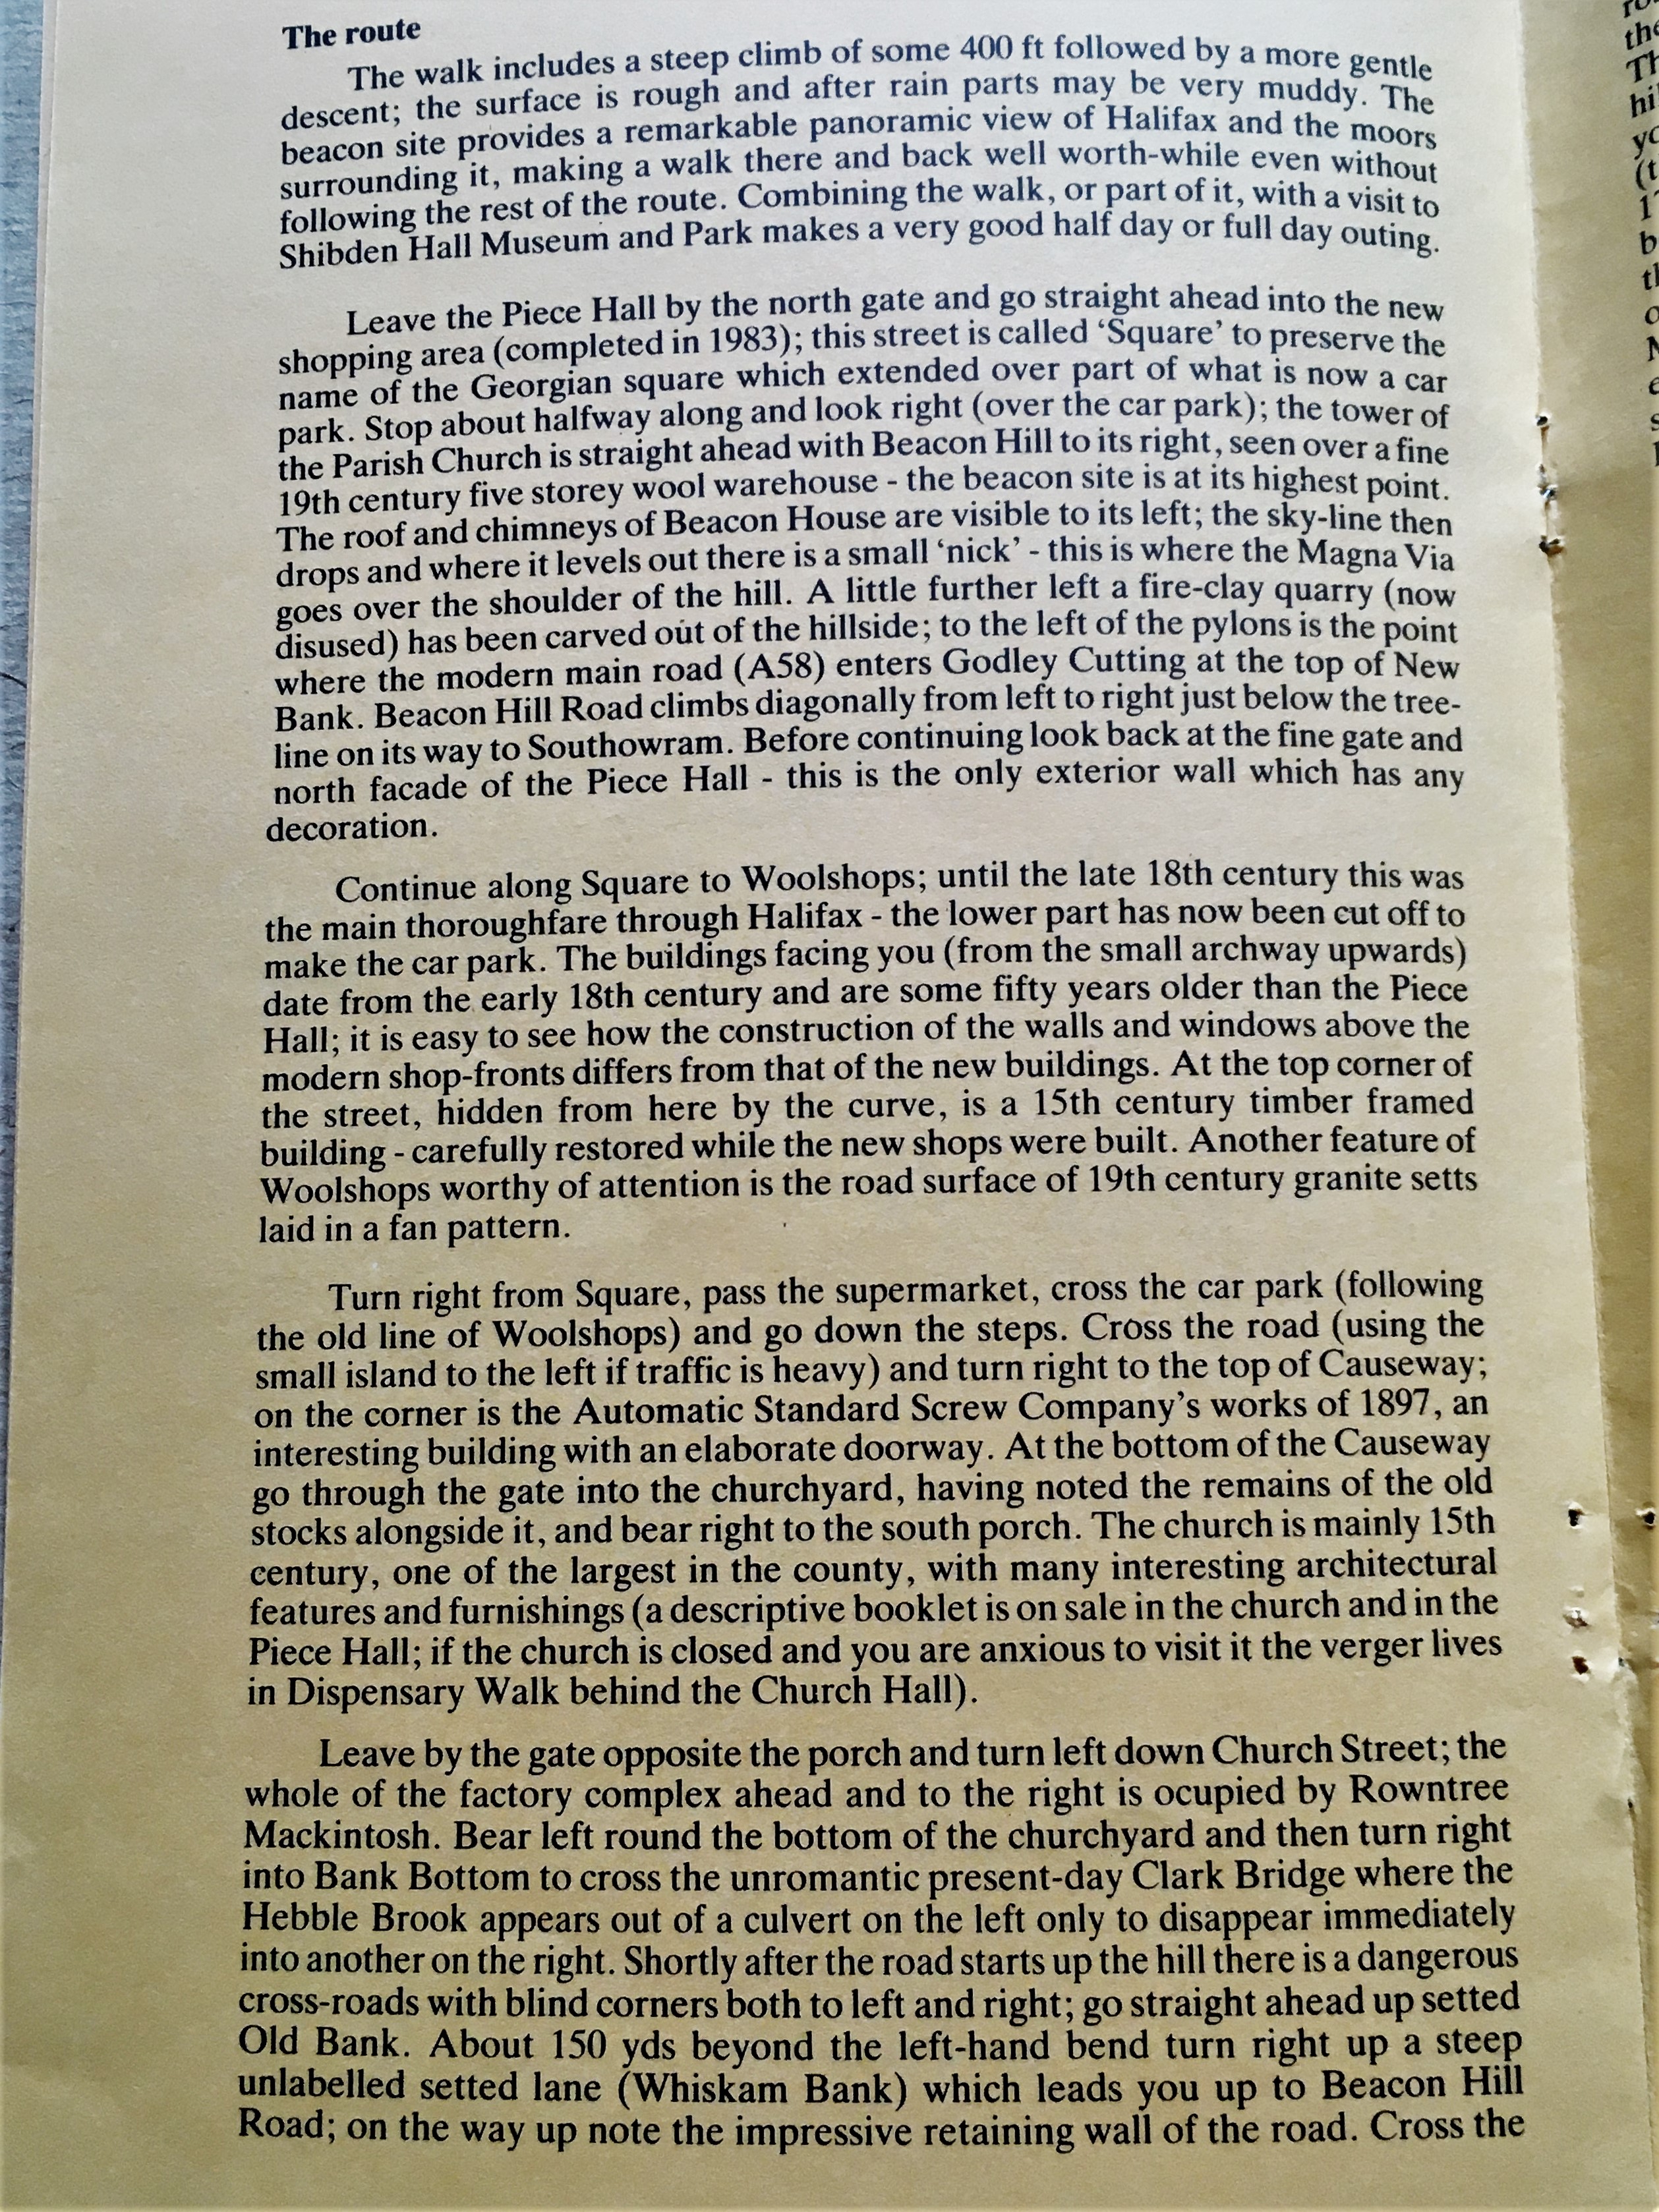 The route
The walk includes a steep climb of some 400 ft followed by a more gentle
descent; the surface is rough and after rain parts may be very muddy. The
beacon site provides a remarkable panoramic view of Halifax and the moors
surrounding it, making a walk there and back well worth-while even without
following the rest of the route. Combining the walk, or part of it, with a visit to
Shibden Hall Museum and Park makes a very good half day or full day outing.
Leave the Piece Hall by the north gate and go straight ahead into the new
shopping area (completed in 1983); this street is called ‘Square’ to preserve the
name of the Georgian square which extended over part of what is now a car
park. Stop about halfway along and look right (over the car park); the tower of
the Parish Church is straight ahead with Beacon Hill to its right, seen over a fine
19th century five storey wool warehouse - the beacon site is at its highest point.
The roof and chimneys of Beacon House are visible to its left; the sky-line then
drops and where it levels out there is a small ‘nick’ - this is where the Magna Via
goes over the shoulder of the hill. A little further left a fire-clay quarry (now
disused) has been carved out of the hillside; to the left of the pylons is the point
where the modern main road (A58) enters Godley Cutting at the top of New
Bank. Beacon Hill Road climbs diagonally from left to right just below the tree-
line on its way to Southowram. Before continuing look back at the fine gate and
north facade of the Piece Hall - this is the only exterior wall which has any
decoration.
Continue along Square to Woolshops; until the late 18th century this was
the main thoroughfare through Halifax - the lower part has now been cut off to
make the car park. The buildings facing you (from the small archway upwards)
date from the early 18th century and are some fifty years older than the Piece
Hall; it is easy to see how the construction of the walls and windows above the
modern shop-fronts differs from that of the new buildings. At the top corner of
the street, hidden from here by the curve, is a 15th century timber framed
building - carefully restored while the new shops were built. Another feature of
Woolshops worthy of attention is the road surface of 19th century granite setts
laid in a fan pattern.
Turn right from Square, pass the supermarket, cross the car park (following
the old line of Woolshops) and go down the steps. Cross the road (using the
small island to the left if traffic is heavy) and turn right to the top of Causeway;
on the corner is the Automatic Standard Screw Company’s works of 1897, an
interesting building with an elaborate doorway. At the bottom of the Causeway
go through the gate into the churchyard, having noted the remains of the old
stocks alongside it, and bear right to the south porch. The church is mainly 15th
century, one of the largest in the county, with many interesting architectural
features and furnishings (a descriptive booklet is on sale in the church and in the
Piece Hall; if the church is closed and you are anxious to visit it the verger lives
in Dispensary Walk behind the Church Hall).
Leave by the gate opposite the porch and turn left down Church Street; the
whole of the factory complex ahead and to the right is ocupied by Rowntree
Mackintosh. Bear left round the bottom of the churchyard and then turn right
into Bank Bottom to cross the unromantic present-day Clark Bridge where the
Hebble Brook appears out of a culvert on the left only to disappear immediately
into another on the right. Shortly after the road starts up the hill there is a dangerous
cross-roads with blind corners both to left and right; go straight ahead up setted
Old Bank. About 150 yds beyond the left-hand bend turn right up a steep
unlabelled setted lane (Whiskam Bank) which leads you up to Beacon Hill
Road; on the way up note the impressive retaining wall of the road. Cross the